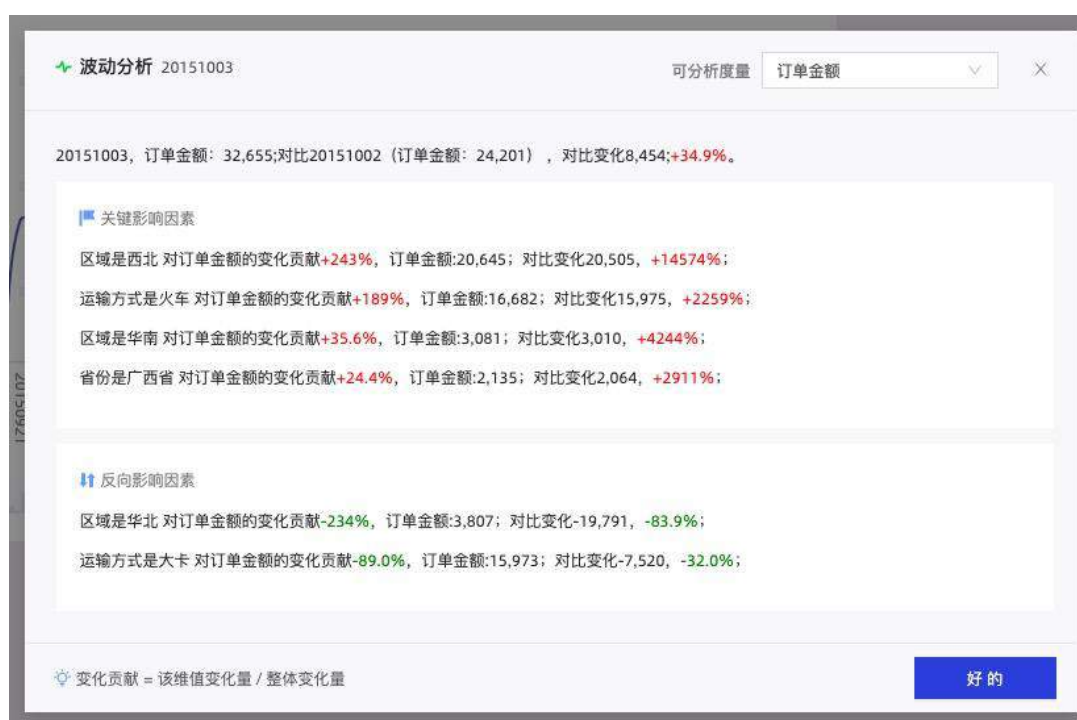 波动分析 20151003
可分析度量 订单金额
20151003，订单金额：32,655;对比20151002（订单金额：24,201），对比变化8,454;+34.9%。
关键影响因素
区域是西北 对订单金额的变化贡献+243%，订单金额:20,645；对比变化20,505，+14574%；
运输方式是火车 对订单金额的变化贡献+189%，订单金额:16,682；对比变化15,975，+2259%；
区域是华南 对订单金额的变化贡献+35.6%，订单金额:3,081；对比变化3,010，+4244%；
省份是广西省 对订单金额的变化贡献+24.4%，订单金额:2,135；对比变化2,064，+2911%；
20150921
反向影响因素
区域是华北 对订单金额的变化贡献-234%，订单金额:3,807；对比变化-19,791，-83.9%；
运输方式是大卡 对订单金额的变化贡献-89.0%，订单金额:15,973；对比变化-7,520，-32.0%；
变化贡献 = 该维值变化量 / 整体变化量
好的